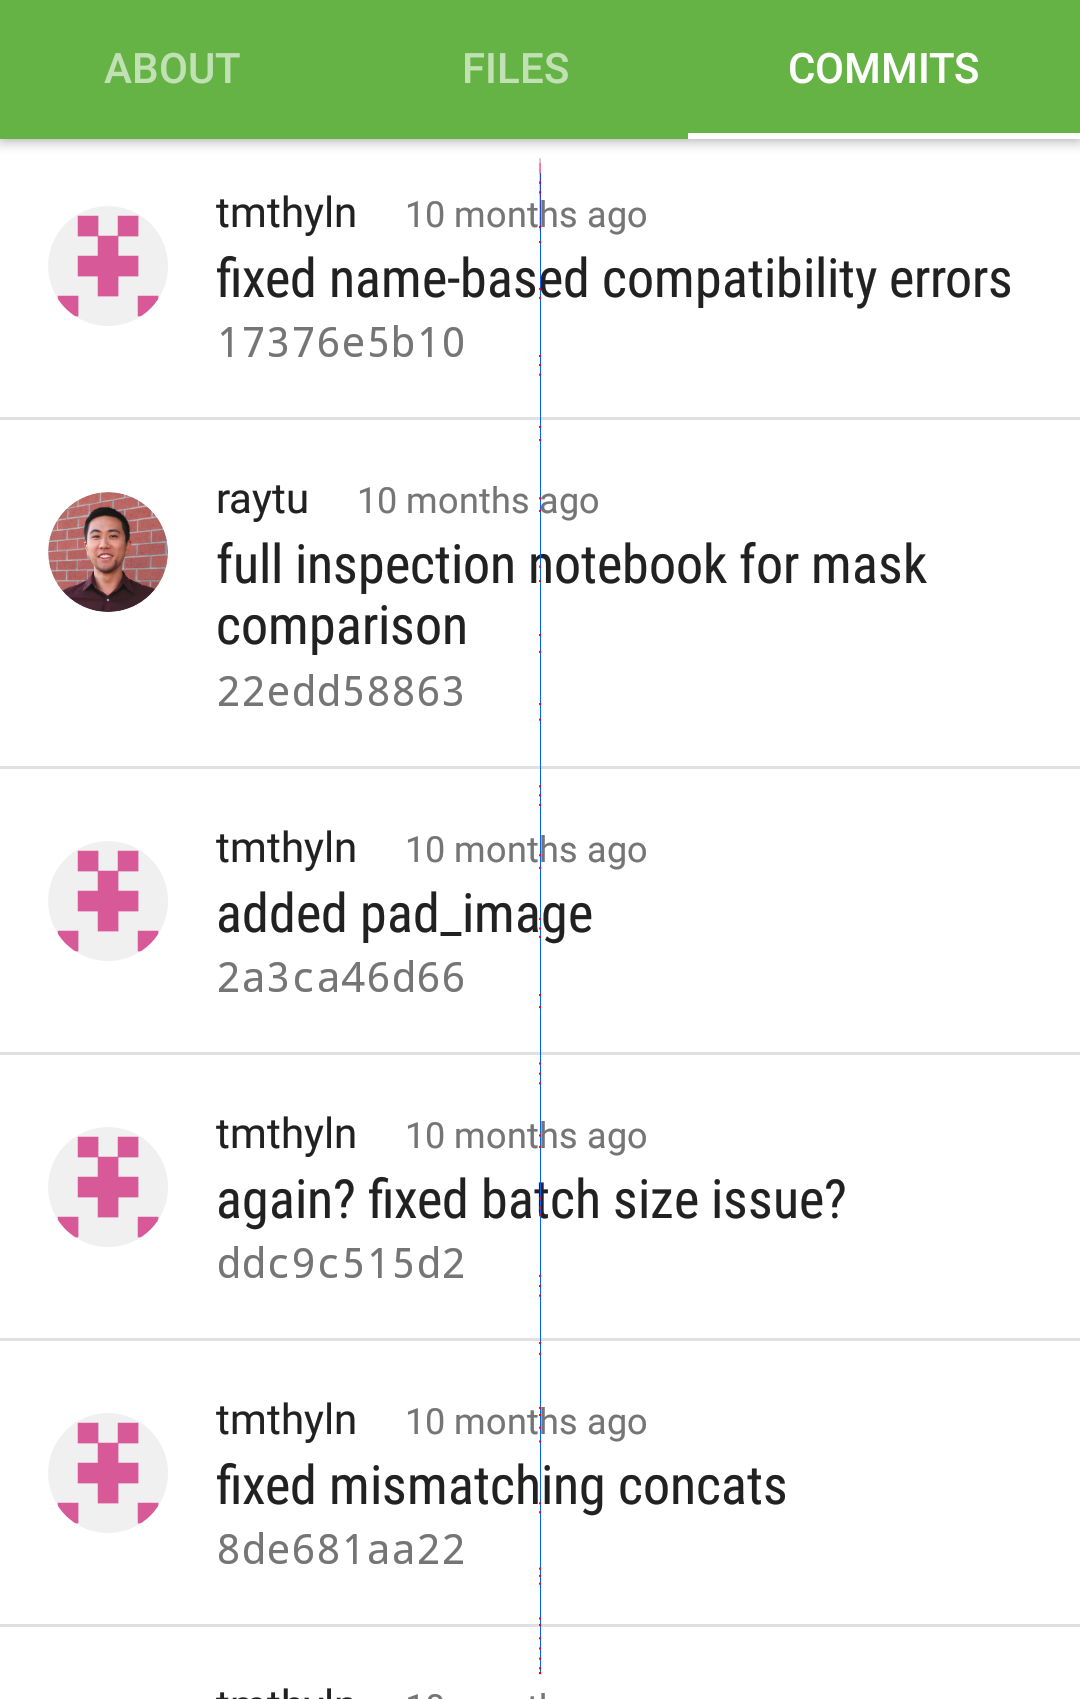 ABOUT FILES COMMITS
tmthyln 10 months ago
fixed name-based compatibility errors
17376e5b10
raytu 10 months ago
full inspection notebook for mask
comparison
22edd58863
tmthyln 10 months ago
added pad_image
2a3ca46d66
tmthyln 10 months ago
again? fixed batch size issue?
ddc9c515d2
tmthyln 10 months ago
fixed mismatching concats
8de681aa22